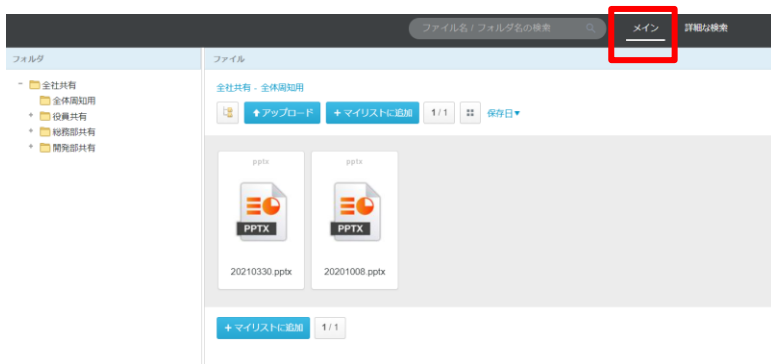 ファイル名 / フォルダ名の検索 メイン 詳細な検索
フォルダ
ファイル
全社共有
全体周知用
役員共有
総務部共有
開発部共有
全社共有 - 全体周知用
アップロード +マイリストに追加 1 / 1 保存日▼
pptx pptx
PPTX PPTX
20210330.pptx 20201008.pptx
+マイリストに追加 1 / 1